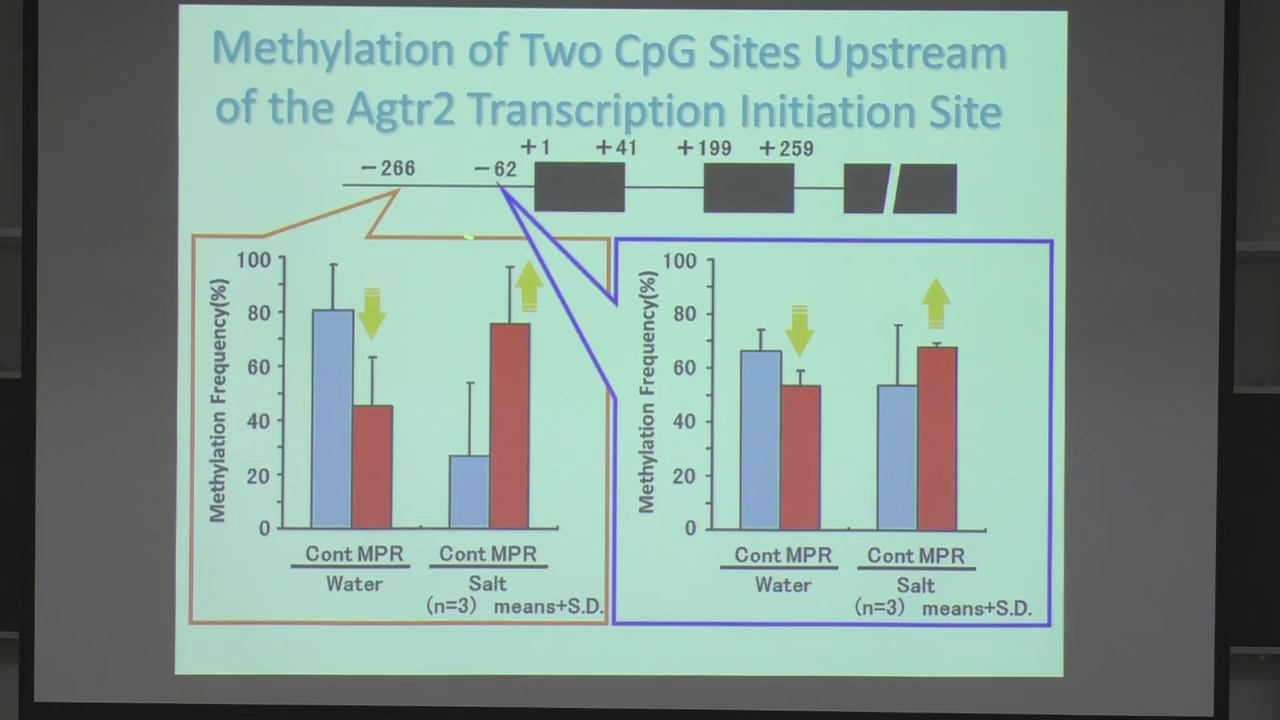 Methylation of Two CpG Sites Upstream
of the Agtr2 Transcription Initiation Site
+1 +41 +199 +259
−266 −62
Methylation Frequency(%)
100
80
60
40
20
0
Cont MPR Cont MPR
Water Salt
(n=3) means+S.D.
Methylation Frequency(%)
100
80
60
40
20
0
Cont MPR Cont MPR
Water Salt
(n=3) means+S.D.